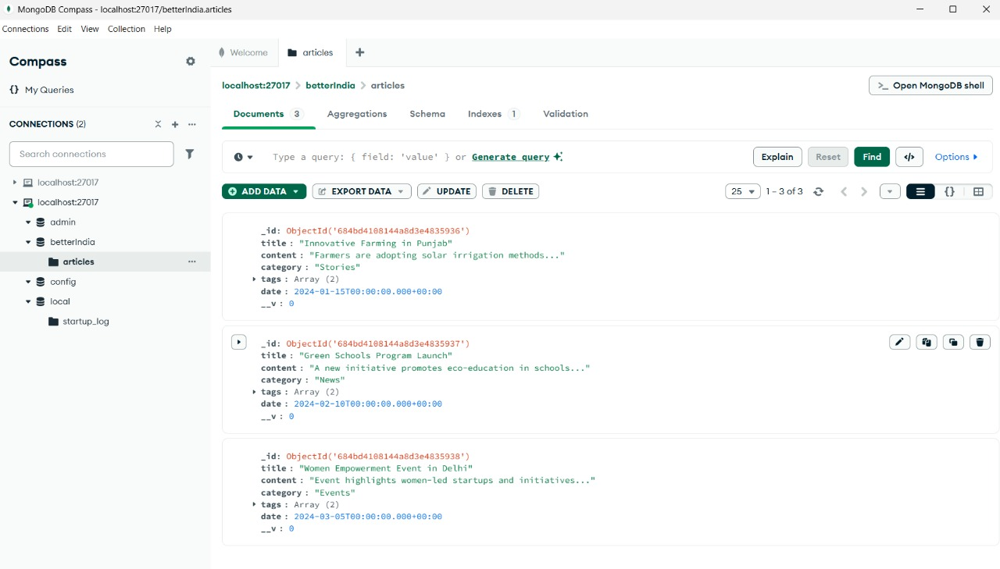 MongoDB Compass - localhost:27017/betterIndia.articles
Connections Edit View Collection Help
Compass
{} My Queries
CONNECTIONS (2)
Search connections
localhost:27017
localhost:27017
admin
betterIndia
articles
config
local
startup_log
Welcome articles
localhost:27017 > betterIndia > articles
>_ Open MongoDB shell
Documents 3 Aggregations Schema Indexes 1 Validation
Type a query: { field: 'value' } or Generate query
Explain Reset Find </> Options
ADD DATA EXPORT DATA UPDATE DELETE
25 1 – 3 of 3 {}
_id: ObjectId('684bd4108144a8d3e4835936')
title : "Innovative Farming in Punjab"
content : "Farmers are adopting solar irrigation methods..."
category : "Stories"
tags : Array (2)
date : 2024-01-15T00:00:00.000+00:00
__v : 0
_id: ObjectId('684bd4108144a8d3e4835937')
title : "Green Schools Program Launch"
content : "A new initiative promotes eco-education in schools..."
category : "News"
tags : Array (2)
date : 2024-02-10T00:00:00.000+00:00
__v : 0
_id: ObjectId('684bd4108144a8d3e4835938')
title : "Women Empowerment Event in Delhi"
content : "Event highlights women-led startups and initiatives..."
category : "Events"
tags : Array (2)
date : 2024-03-05T00:00:00.000+00:00
__v : 0